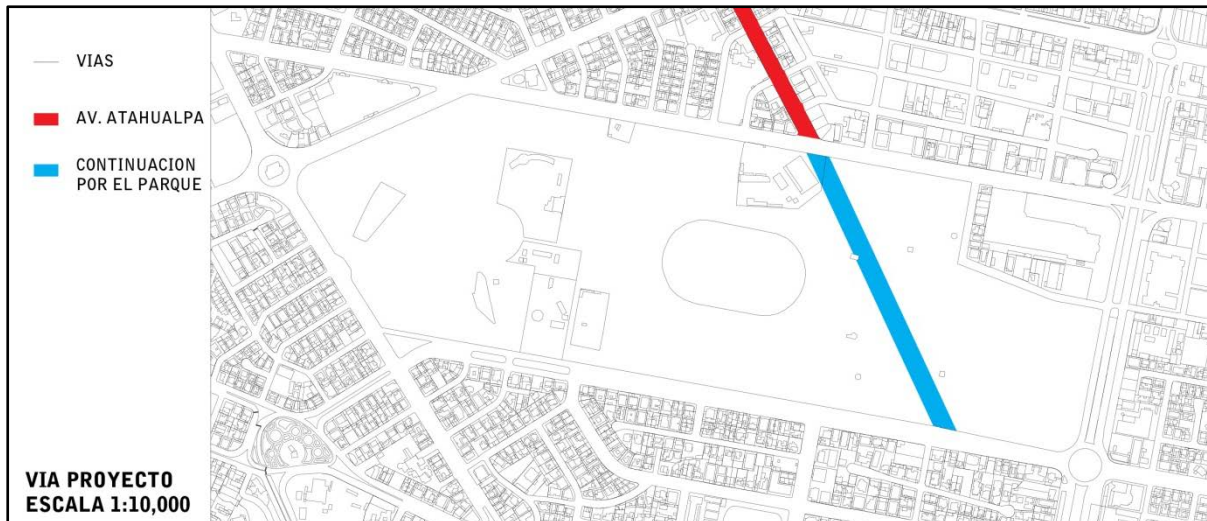 VIAS
AV. ATAHUALPA
CONTINUACION
POR EL PARQUE
VIA PROYECTO
ESCALA 1:10,000